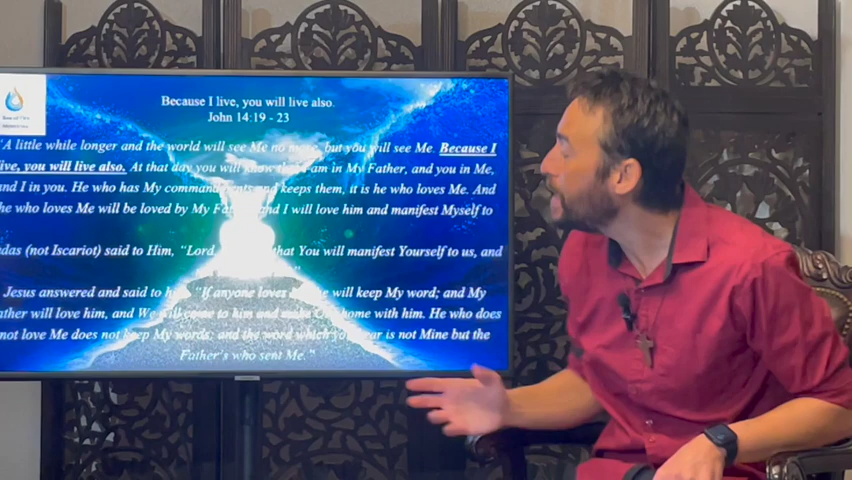 Because I live, you will live also.
John 14:19 - 23
"A little while longer and the world will see Me no more, but you will see Me. Because I
live, you will live also. At that day you will know that I am in My Father, and you in Me,
and I in you. He who has My commandments and keeps them, it is he who loves Me. And
he who loves Me will be loved by My Father and I will love him and manifest Myself to
das (not Iscariot) said to Him, "Lord, that You will manifest Yourself to us, and
Jesus answered and said to him "If anyone loves he will keep My word; and My
ather will love him, and We will come to him and make Our home with him. He who does
not love Me does not keep My words; and the word which you hear is not Mine but the
Father's who sent Me."